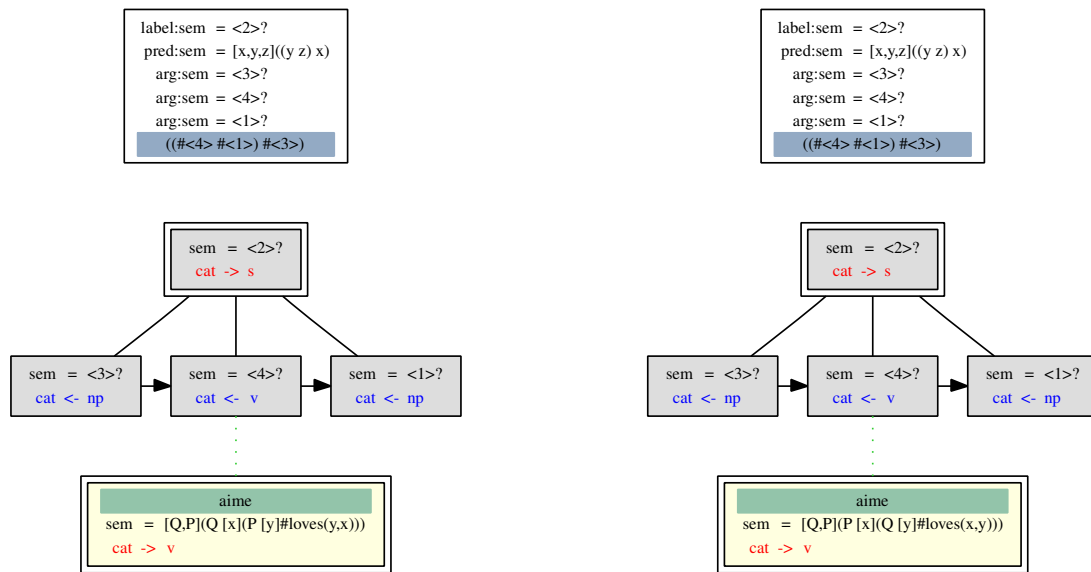 label:sem = <2>?
pred:sem = [x,y,z]((y z) x)
arg:sem = <3>?
arg:sem = <4>?
arg:sem = <1>?
((#<4> #<1>) #<3>)
sem = <2>?
cat -> s
sem = <3>?
cat <- np
sem = <4>?
cat <- v
sem = <1>?
cat <- np
aime
sem = [Q,P](Q [x](P [y]#loves(y,x)))
cat -> v
label:sem = <2>?
pred:sem = [x,y,z]((y z) x)
arg:sem = <3>?
arg:sem = <4>?
arg:sem = <1>?
((#<4> #<1>) #<3>)
sem = <2>?
cat -> s
sem = <3>?
cat <- np
sem = <4>?
cat <- v
sem = <1>?
cat <- np
aime
sem = [Q,P](P [x](Q [y]#loves(x,y)))
cat -> v